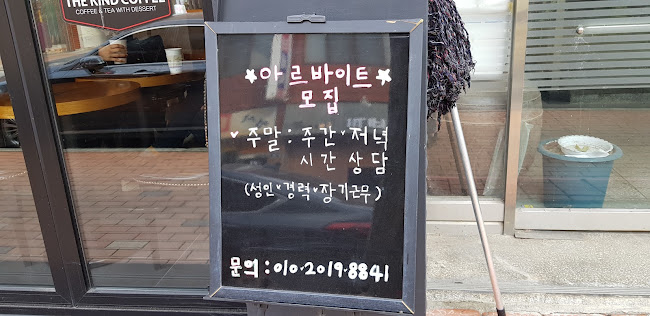 THE KIND COFFEE
COFFEE & TEA WITH DESSERT
★아르바이트★
모집
♥주말:주간♥저녁
시간 상담
(성인♥경력♥장기근무)
문의:010·2019·8841